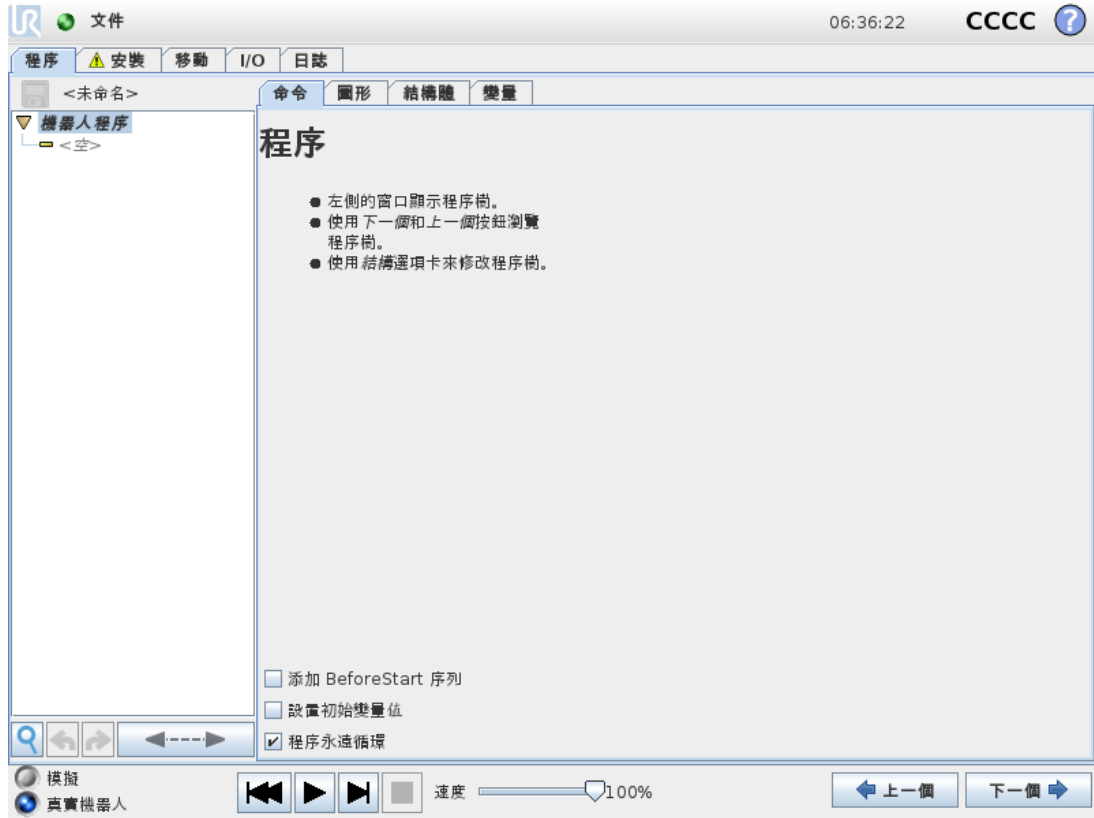 UR 文件 06:36:22 CCCC ?
程序 安裝 移動 I/O 日誌
<未命名> 命令 圖形 結構體 變量
機器人程序
<空>
程序
左側的窗口顯示程序樹。
使用下一個和上一個按鈕瀏覽
程序樹。
使用結構選項卡來修改程序樹。
添加 BeforeStart 序列
設置初始變量值
程序永遠循環
模擬
真實機器人
速度 100% 上一個 下一個